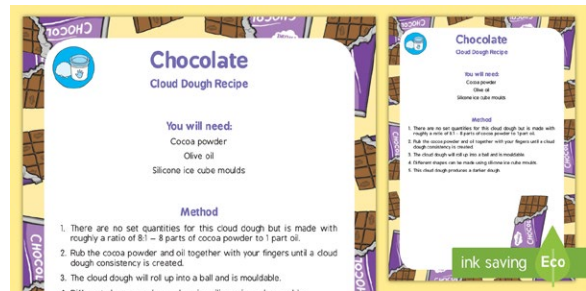 Chocolate
Cloud Dough Recipe
You will need:
Cocoa powder
Olive oil
Silicone ice cube moulds
Method
1. There are no set quantities for this cloud dough but is made with
roughly a ratio of 8:1 – 8 parts of cocoa powder to 1 part oil.
2. Rub the cocoa powder and oil together with your fingers until a cloud
dough consistency is created.
3. The cloud dough will roll up into a ball and is mouldable.
CHOCOL
Chocolate
Cloud Dough Recipe
You will need:
Cocoa powder
Olive oil
Silicone ice cube moulds
Method
1. There are no set quantities for this cloud dough but is made with
roughly a ratio of 8:1 – 8 parts of cocoa powder to 1 part oil.
2. Rub the cocoa powder and oil together with your fingers until a cloud
dough consistency is created.
3. The cloud dough will roll up into a ball and is mouldable.
4. Different shapes can be made using silicone ice cube moulds.
5. This cloud dough produces a darker dough.
ink saving
Eco